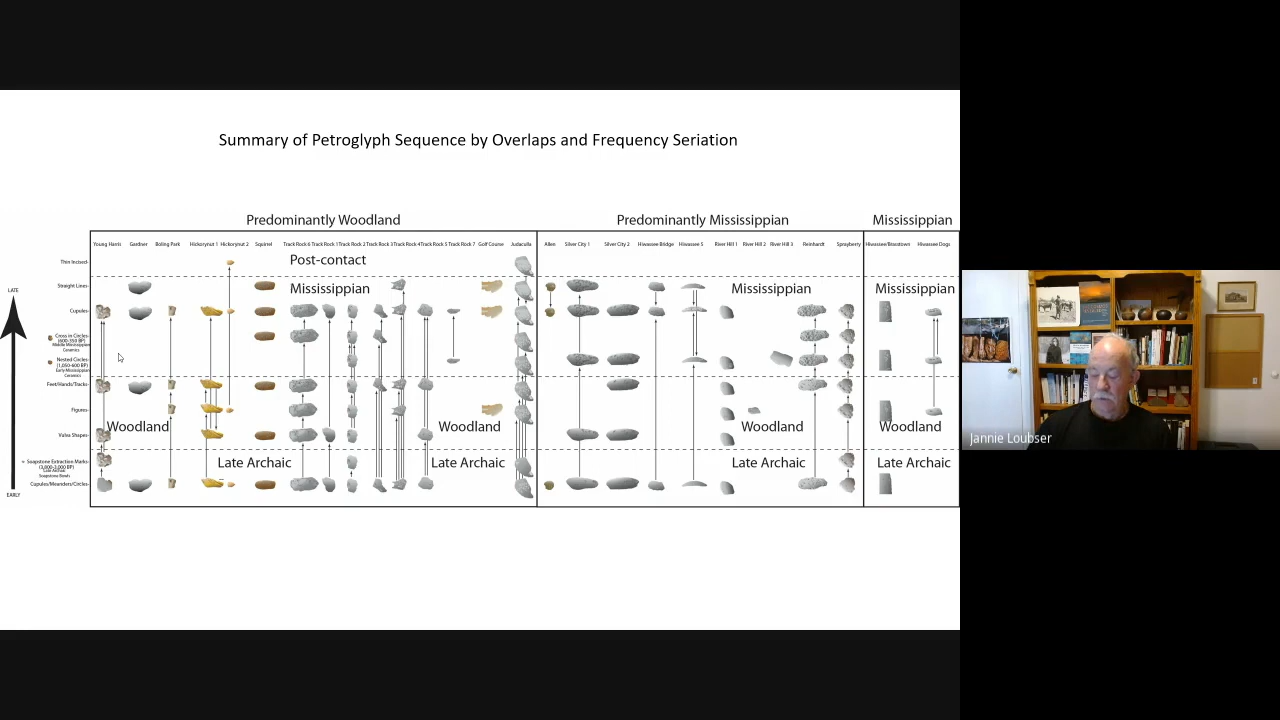 Summary of Petroglyph Sequence by Overlaps and Frequency Seriation
Predominantly Woodland
Predominantly Mississippian
Mississippian
Young Harris
Gardner
Boling Park
Hickorynut 1
Hickorynut 2
Squirrel
Track Rock 6
Track Rock 1
Track Rock 2
Track Rock 3
Track Rock 4
Track Rock 5
Track Rock 7
Golf Course
Judaculla
Allen
Silver City 1
Silver City 2
Hiwassee Bridge
Hiwassee S
River Hill 1
River Hill 2
River Hill 3
Reinhardt
Sprayberry
Hiwassee/Brasstown
Hiwassee Dogs
Thin Incised
Post-contact
LATE
Straight Lines
Mississippian
Mississippian
Mississippian
Cupules
Cross in Circles
(600-350 BP)
Middle Mississippian
Ceramics
Nested Circles
(1,050-600 BP)
Early Mississippian
Ceramics
Feet/Hands/Tracks
Figures
Woodland
Woodland
Woodland
Woodland
Vulva Shapes
Jannie Loubser
Soapstone Extraction Marks
(3,600-3,000 BP)
Late Archaic
Soapstone Bowls
Late Archaic
Late Archaic
Late Archaic
Late Archaic
Cupules/Meanders/Circles
EARLY